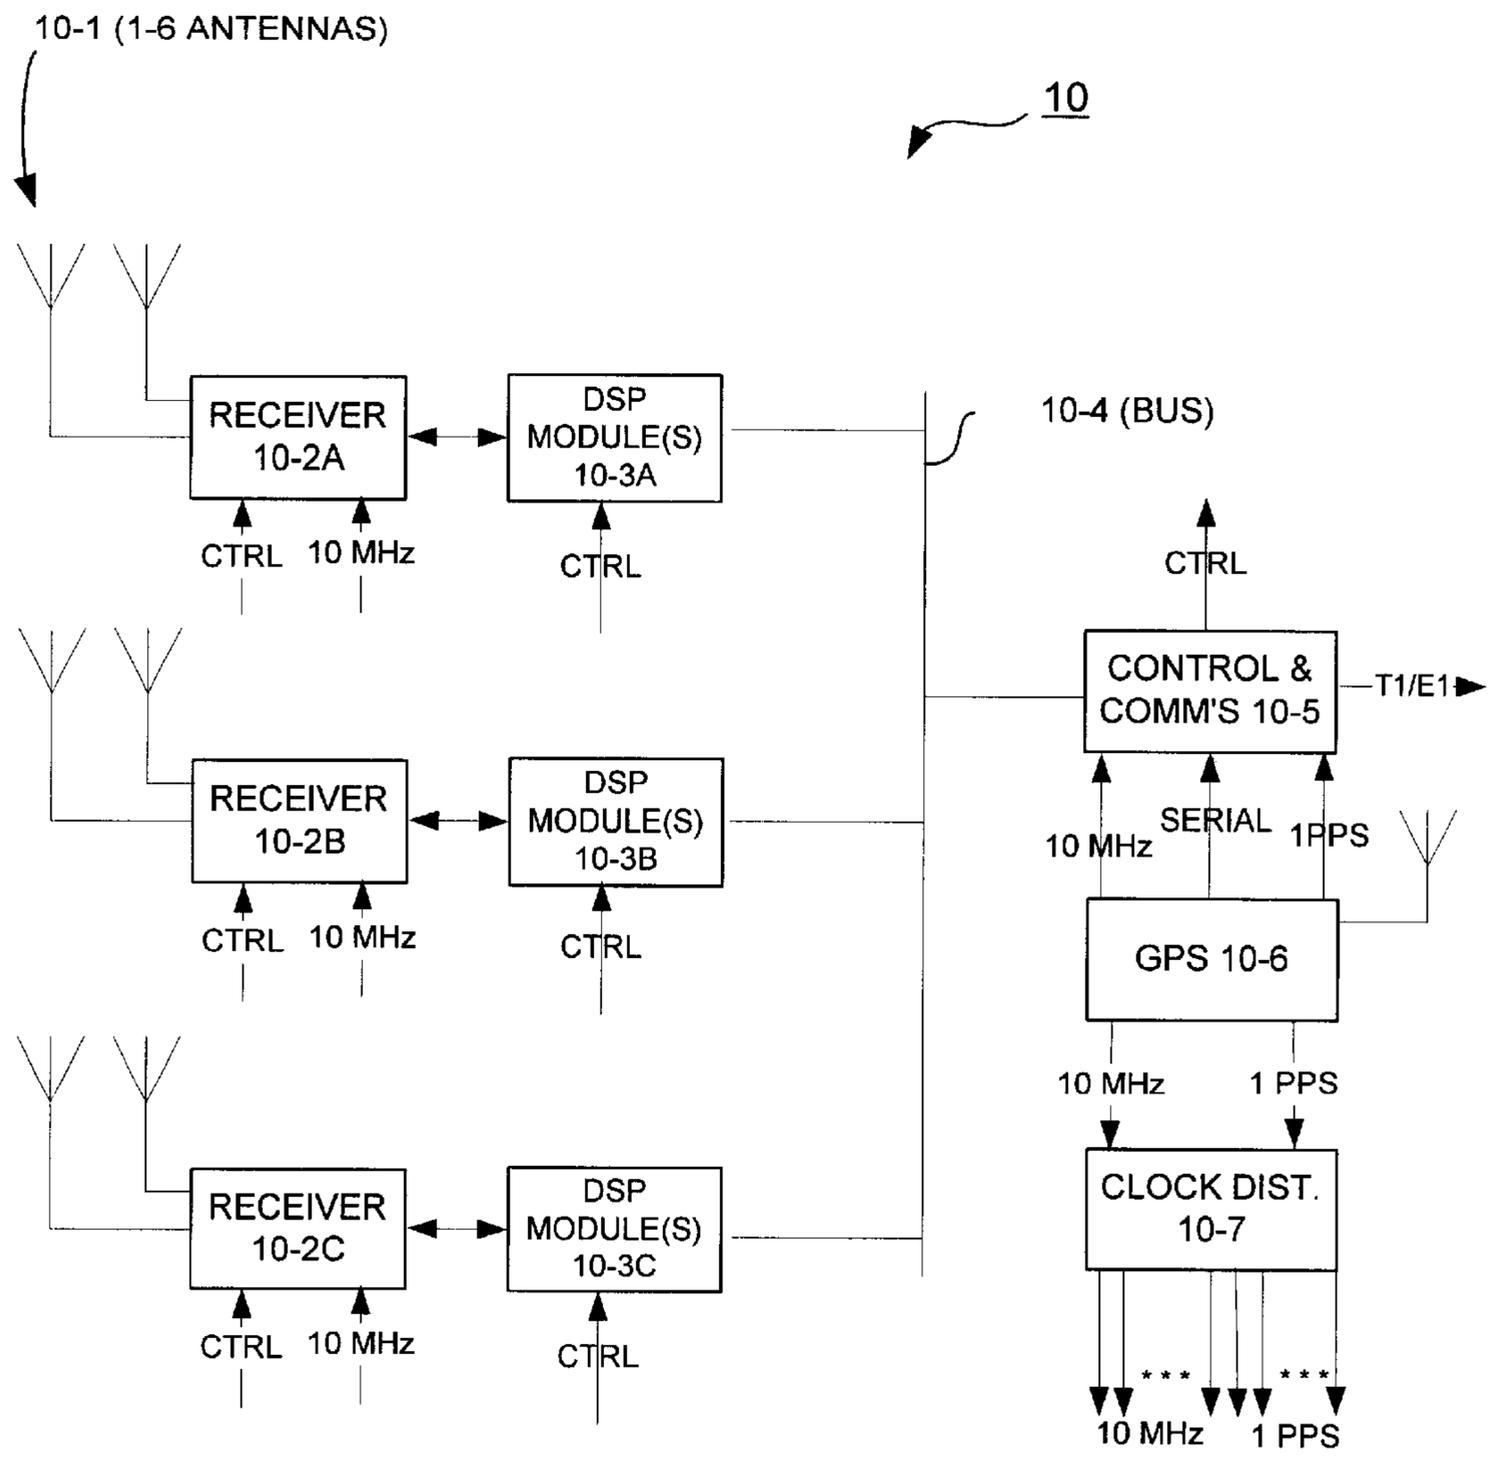 10-1 (1-6 ANTENNAS)
10
RECEIVER
10-2A
DSP
MODULE(S)
10-3A
10-4 (BUS)
CTRL
10 MHz
CTRL
CTRL
CONTROL &
COMM'S 10-5
T1/E1
RECEIVER
10-2B
DSP
MODULE(S)
10-3B
10 MHz
SERIAL
1PPS
CTRL
10 MHz
CTRL
GPS 10-6
10 MHz
1 PPS
RECEIVER
10-2C
DSP
MODULE(S)
10-3C
CLOCK DIST.
10-7
CTRL
10 MHz
CTRL
* * *
* * *
10 MHz
1 PPS